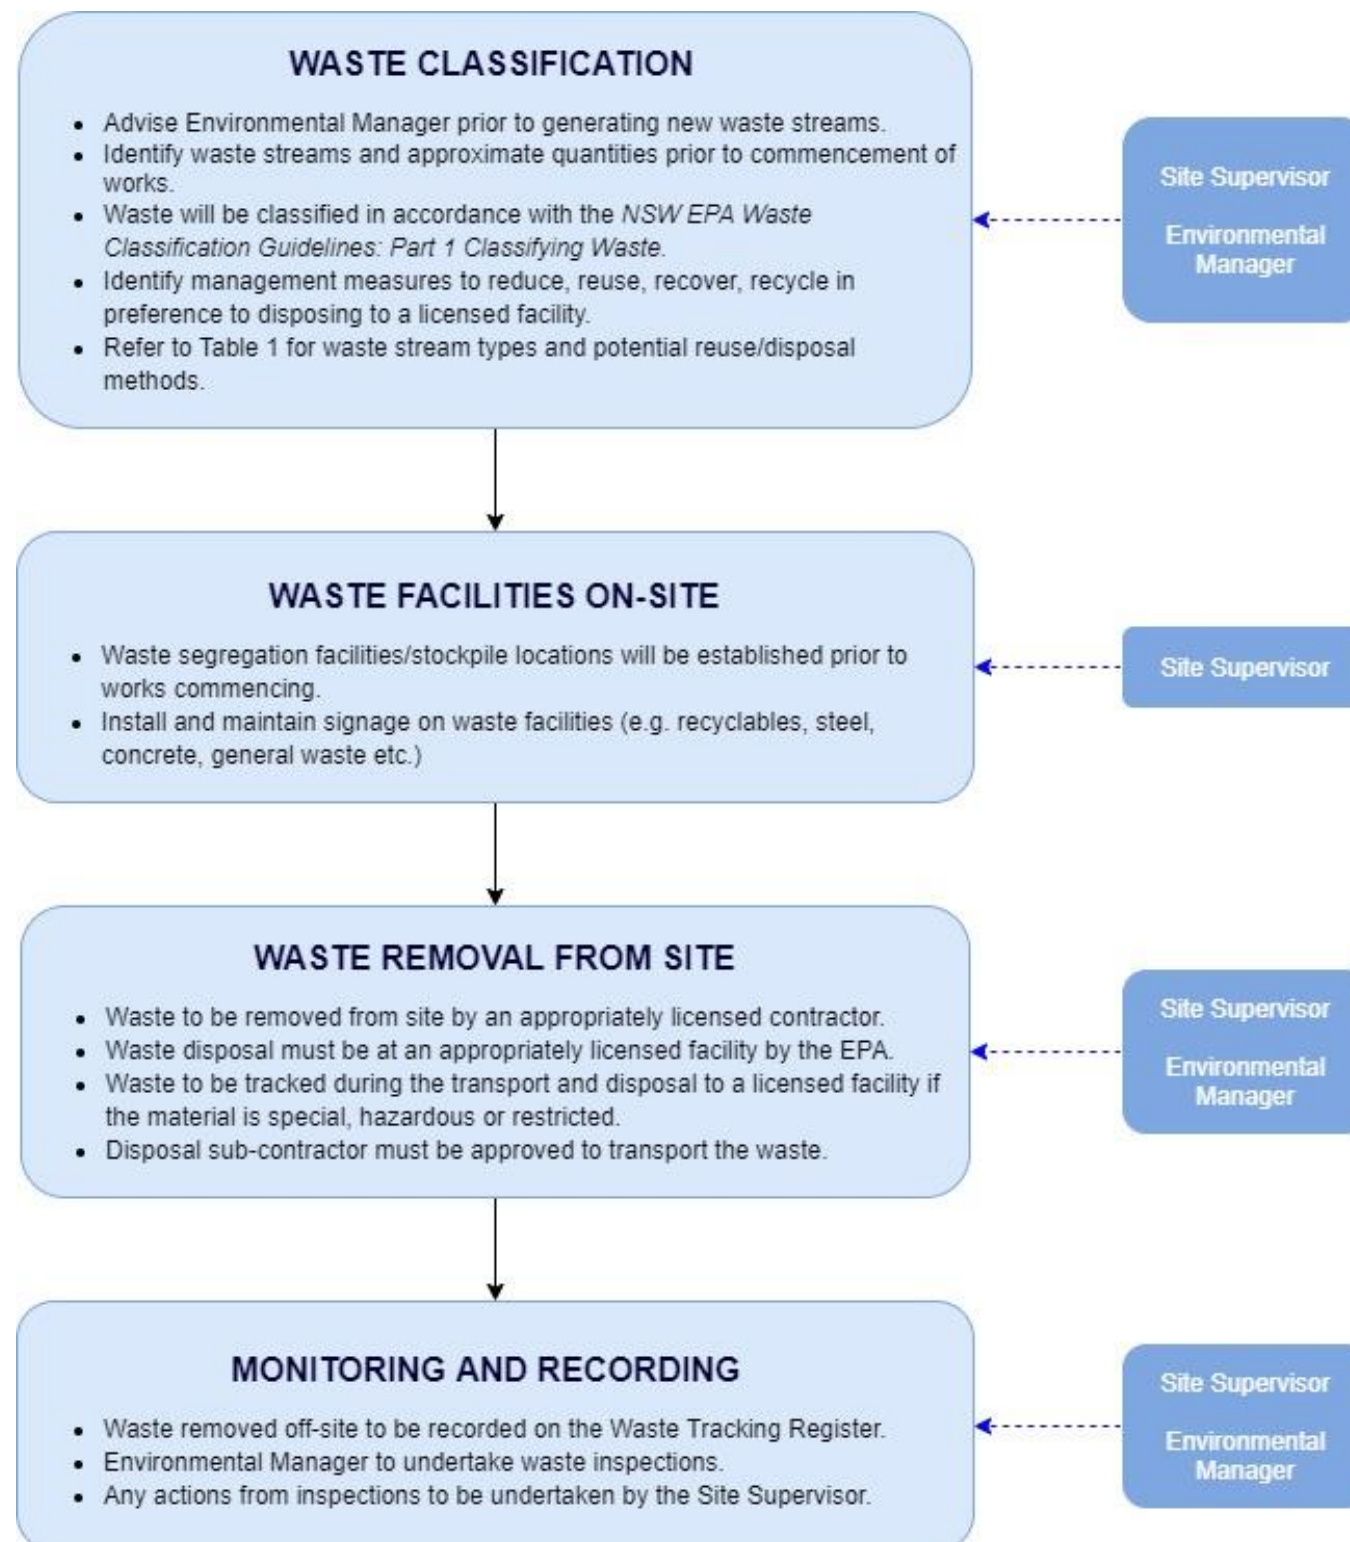 WASTE CLASSIFICATION
• Advise Environmental Manager prior to generating new waste streams.
• Identify waste streams and approximate quantities prior to commencement of
works.
• Waste will be classified in accordance with the NSW EPA Waste
Classification Guidelines: Part 1 Classifying Waste.
• Identify management measures to reduce, reuse, recover, recycle in
preference to disposing to a licensed facility.
• Refer to Table 1 for waste stream types and potential reuse/disposal
methods.
Site Supervisor
Environmental
Manager
WASTE FACILITIES ON-SITE
• Waste segregation facilities/stockpile locations will be established prior to
works commencing.
• Install and maintain signage on waste facilities (e.g. recyclables, steel,
concrete, general waste etc.)
Site Supervisor
WASTE REMOVAL FROM SITE
• Waste to be removed from site by an appropriately licensed contractor.
• Waste disposal must be at an appropriately licensed facility by the EPA.
• Waste to be tracked during the transport and disposal to a licensed facility if
the material is special, hazardous or restricted.
• Disposal sub-contractor must be approved to transport the waste.
Site Supervisor
Environmental
Manager
MONITORING AND RECORDING
• Waste removed off-site to be recorded on the Waste Tracking Register.
• Environmental Manager to undertake waste inspections.
• Any actions from inspections to be undertaken by the Site Supervisor.
Site Supervisor
Environmental
Manager